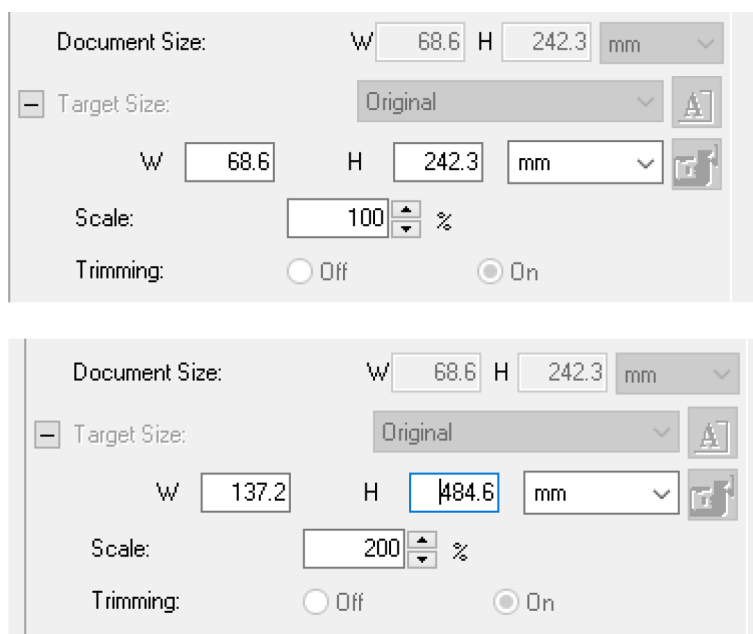 Document Size: W 68.6 H 242.3 mm
Target Size: Original A
W 68.6 H 242.3 mm
Scale: 100 %
Trimming: Off On
Document Size: W 68.6 H 242.3 mm
Target Size: Original A
W 137.2 H 484.6 mm
Scale: 200 %
Trimming: Off On